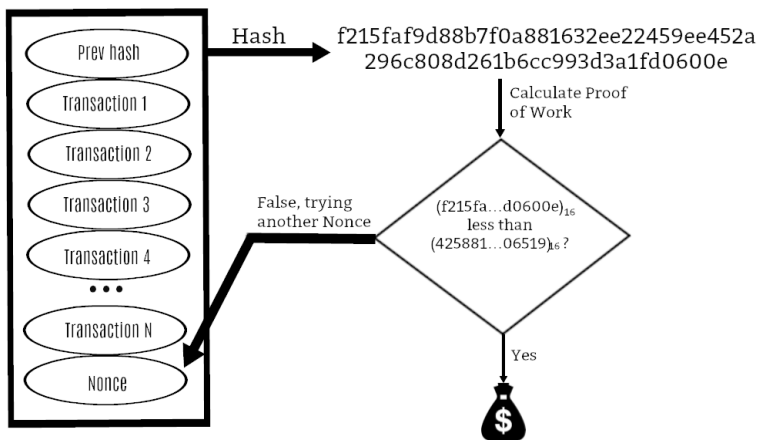 Prev hash
Transaction 1
Transaction 2
Transaction 3
Transaction 4
...
Transaction N
Nonce
Hash
f215faf9d88b7f0a881632ee22459ee452a
296c808d261b6cc993d3a1fd0600e
Calculate Proof
of Work
(f215fa...d0600e)16
less than
(425881...06519)16 ?
False, trying
another Nonce
Yes
$